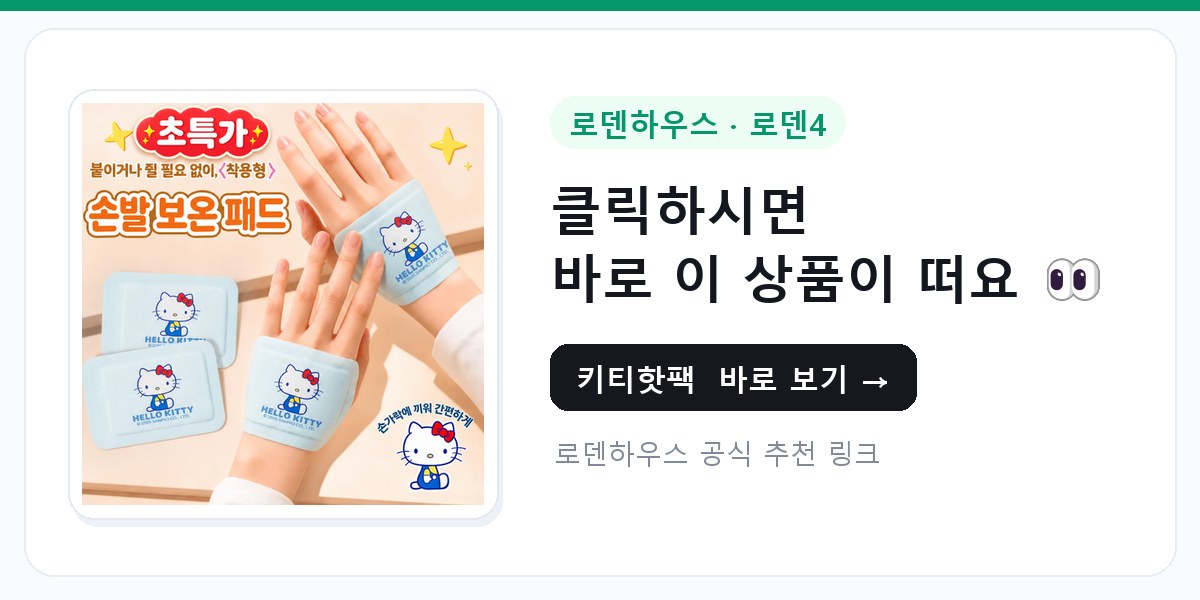 초특가
붙이거나 쥘 필요 없이,<착용형>
손발 보온 패드
HELLO KITTY
HELLO KITTY
HELLO KITTY
HELLO KITTY
손가락에 끼워 간편하게
로덴하우스 · 로덴4
클릭하시면
바로 이 상품이 떠요 👀
키티핫팩 바로 보기 →
로덴하우스 공식 추천 링크